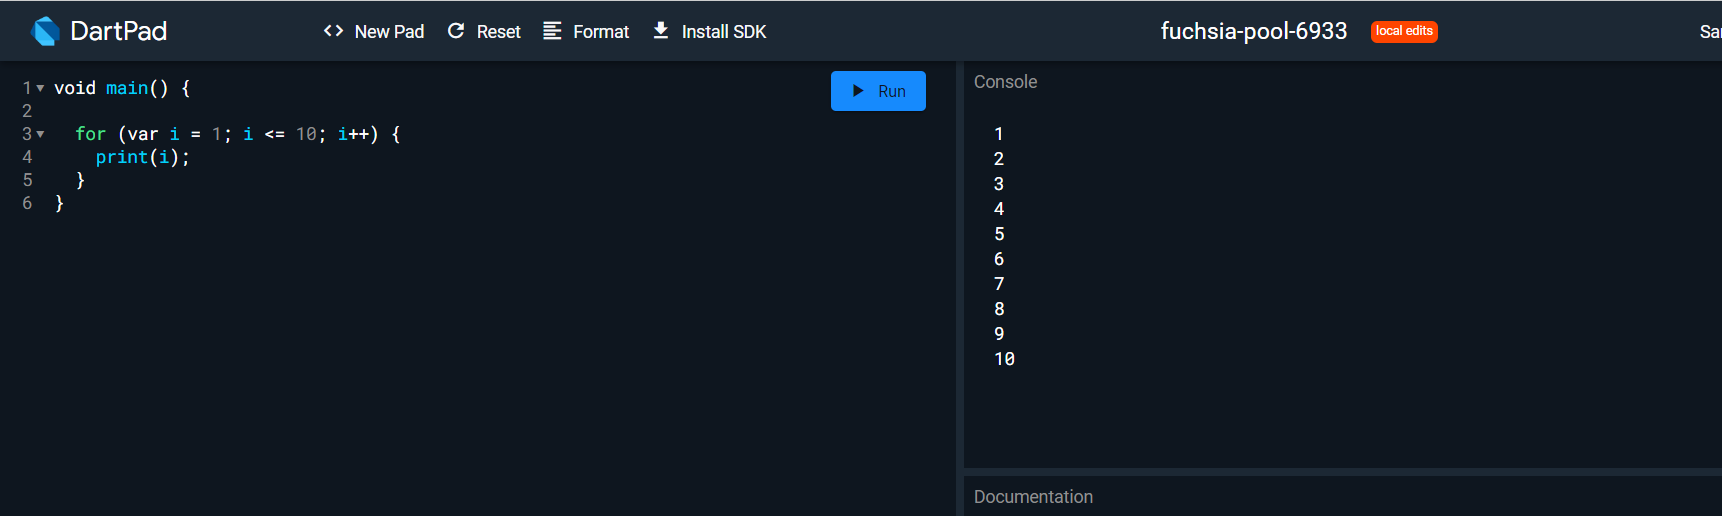 DartPad <> New Pad Reset Format Install SDK fuchsia-pool-6933 local edits
1 void main() {
2
3 for (var i = 1; i <= 10; i++) {
4 print(i);
5 }
6 }
Run
Console
1
2
3
4
5
6
7
8
9
10
Documentation